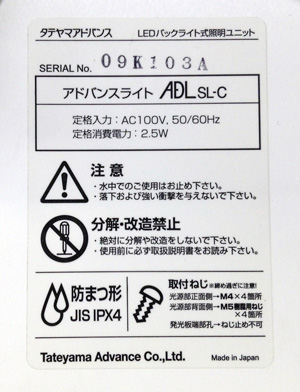 タテヤマアドバンス LEDバックライト式照明ユニット
SERIAL No. 09K103A
アドバンスライト ADL SL-C
定格入力：AC100V, 50/60Hz
定格消費電力：2.5W
注意
・水中でのご使用はお止め下さい。
・落下および強い衝撃を与えないで下さい。
分解・改造禁止
・絶対に分解や改造をしないで下さい。
・使用前に必ず取扱説明書をお読み下さい。
防まつ形
JIS IPX4
取付ねじ ※締め過ぎに注意!
光源部正面側→M4×4箇所
光源部背面側→M5樹脂用ねじ
×4箇所
発光板端部孔→ねじ止め不可
Tateyama Advance Co.,Ltd. Made in Japan